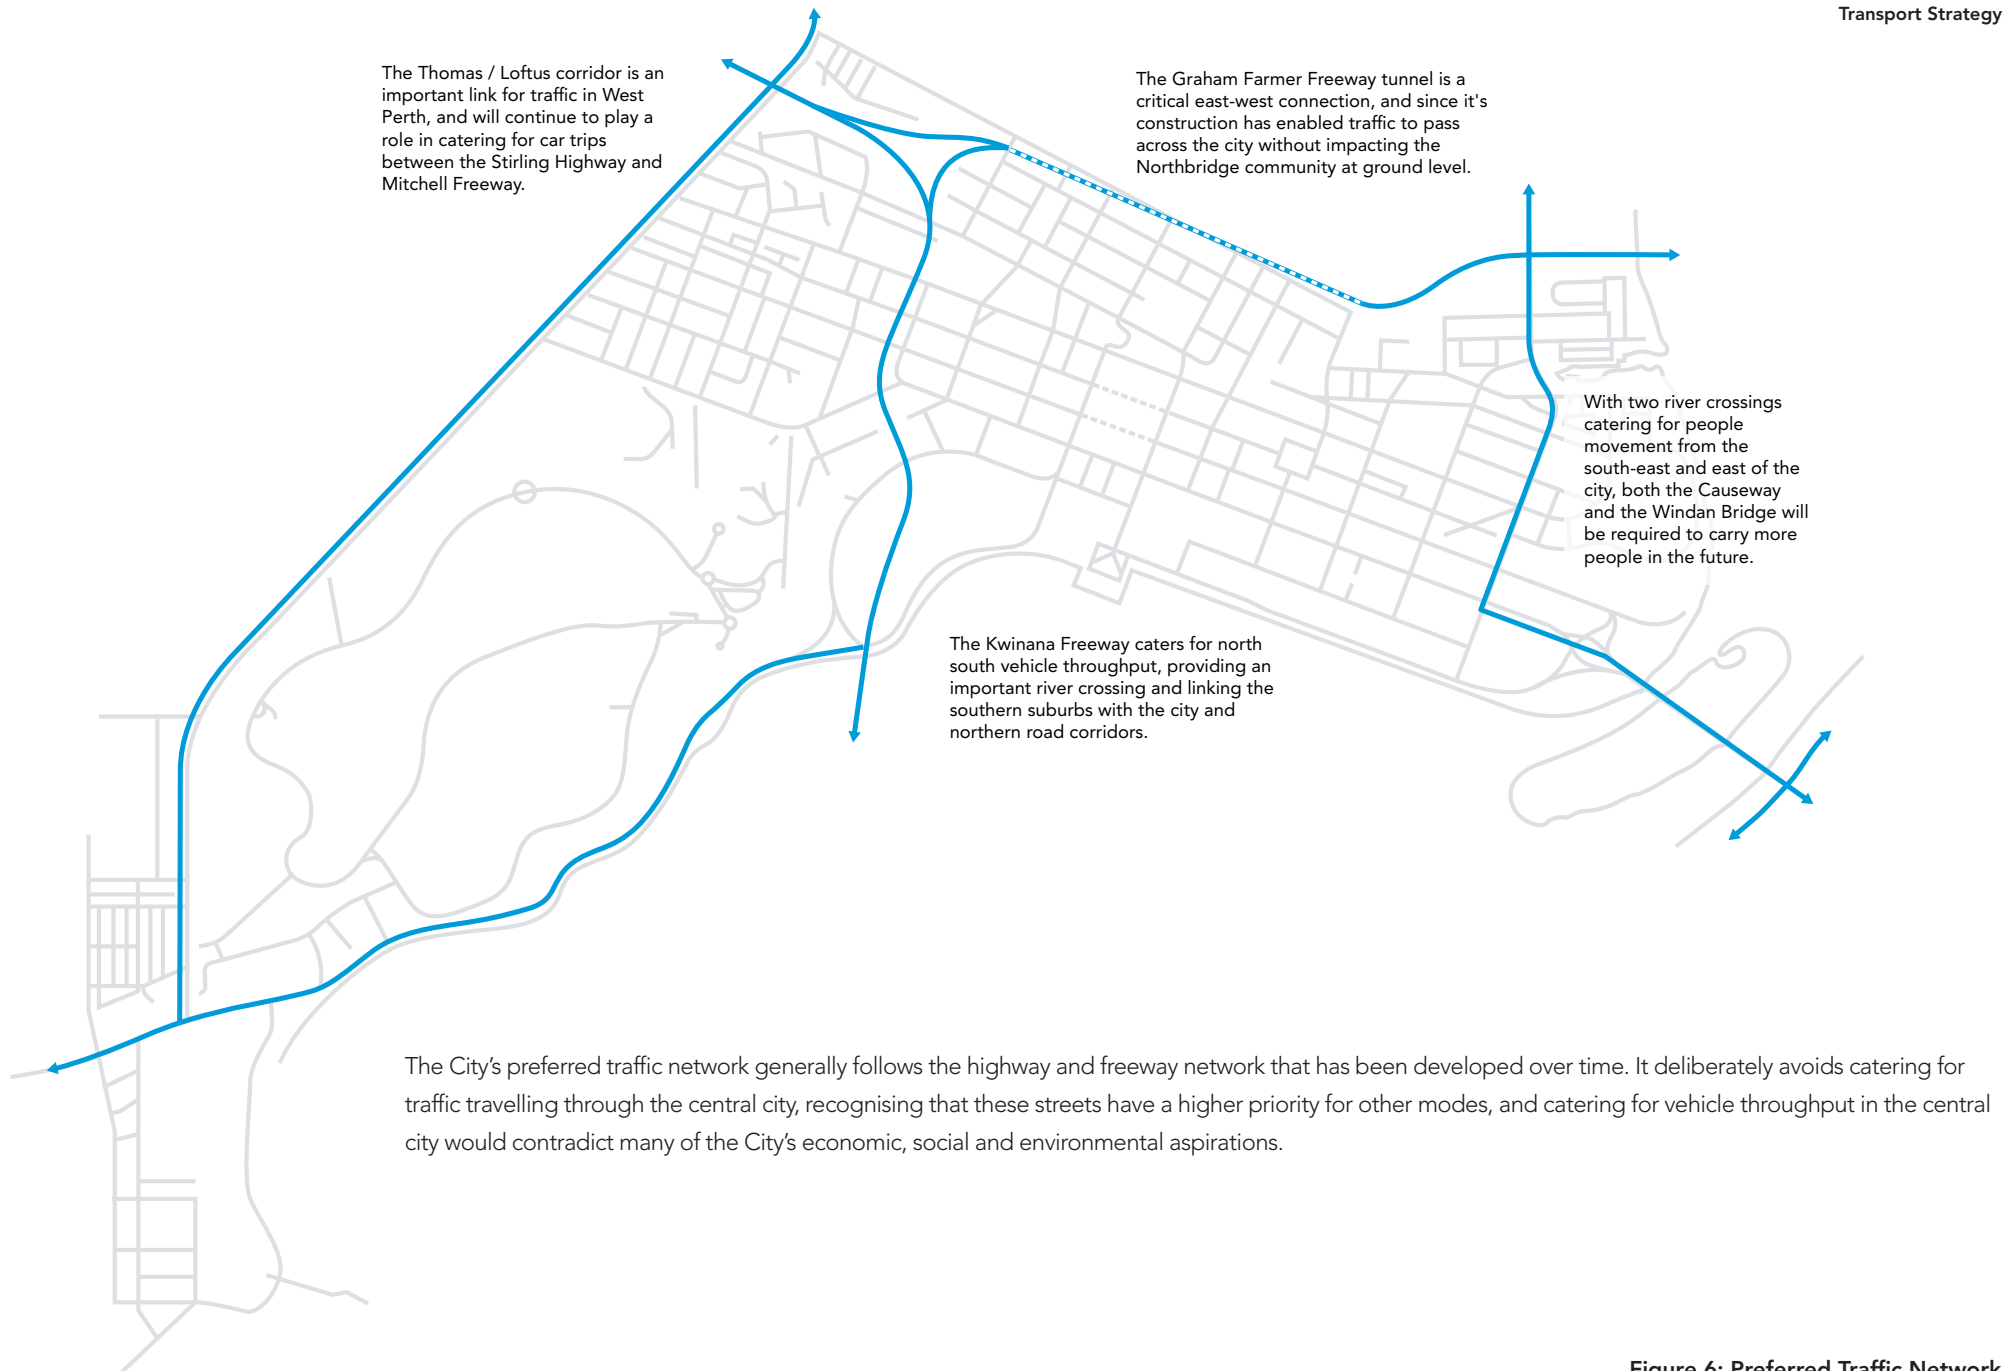 Transport Strategy
The Thomas / Loftus corridor is an
important link for traffic in West
Perth, and will continue to play a
role in catering for car trips
between the Stirling Highway and
Mitchell Freeway.
The Graham Farmer Freeway tunnel is a
critical east-west connection, and since it's
construction has enabled traffic to pass
across the city without impacting the
Northbridge community at ground level.
With two river crossings
catering for people
movement from the
south-east and east of the
city, both the Causeway
and the Windan Bridge will
be required to carry more
people in the future.
The Kwinana Freeway caters for north
south vehicle throughput, providing an
important river crossing and linking the
southern suburbs with the city and
northern road corridors.
The City’s preferred traffic network generally follows the highway and freeway network that has been developed over time. It deliberately avoids catering for
traffic travelling through the central city, recognising that these streets have a higher priority for other modes, and catering for vehicle throughput in the central
city would contradict many of the City’s economic, social and environmental aspirations.
Figure 6: Preferred Traffic Network